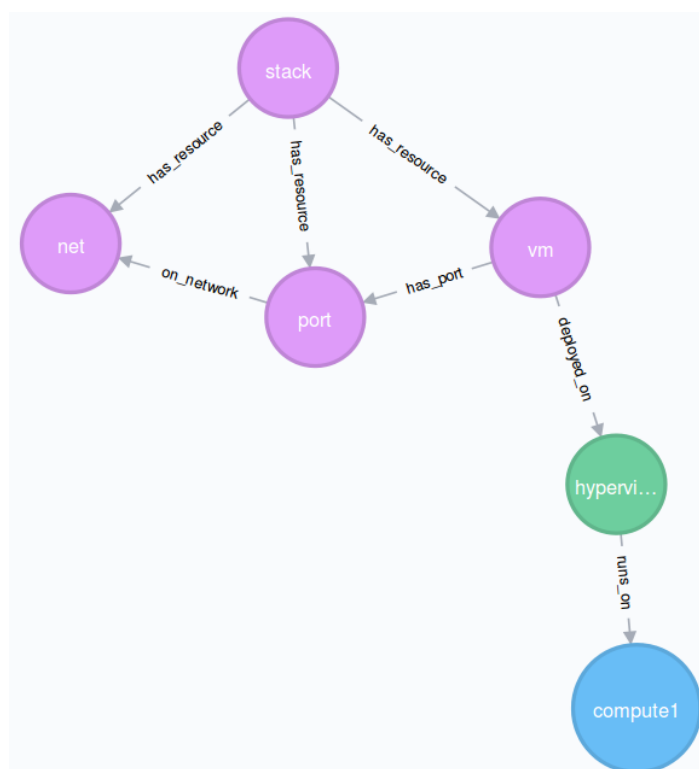 stack
has_resource
has_resource
has_resource
net
vm
on_network
has_port
port
deployed_on
hypervi...
runs_on
compute1